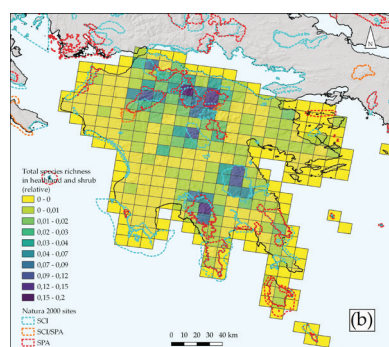 N
Total species richness
in heathland and shrub
(relative)
0 - 0
0 - 0,01
0,01 - 0,02
0,02 - 0,03
0,03 - 0,04
0,04 - 0,07
0,07 - 0,09
0,09 - 0,12
0,12 - 0,15
0,15 - 0,2
Natura 2000 sites
SCI
SCI/SPA
SPA
0 10 20 30 40 km
(b)